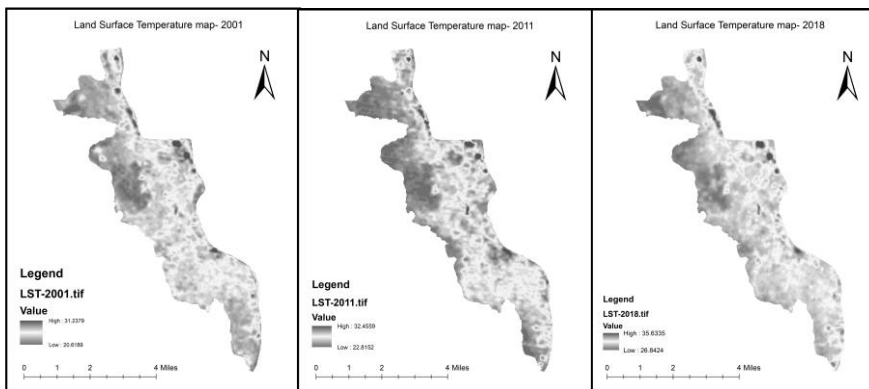 Land Surface Temperature map- 2001
N
Legend
LST-2001.tif
Value
High : 31.2379
Low : 20.6189
0 1 2 4 Miles
Land Surface Temperature map- 2011
N
Legend
LST-2011.tif
Value
High : 32.4559
Low : 22.8152
0 1 2 4 Miles
Land Surface Temperature map- 2018
N
Legend
LST-2018.tif
Value
High : 35.6335
Low : 26.8424
0 1 2 4 Miles